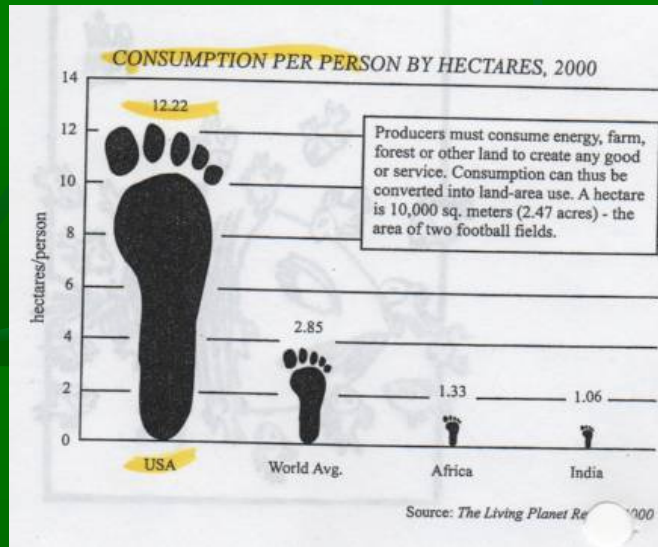 CONSUMPTION PER PERSON BY HECTARES, 2000
14
12.22
12
Producers must consume energy, farm,
forest or other land to create any good
or service. Consumption can thus be
converted into land-area use. A hectare
is 10,000 sq. meters (2.47 acres) - the
area of two football fields.
10
8
hectares/person
6
2.85
4
1.33
1.06
2
0
USA
World Avg.
Africa
India
Source: The Living Planet